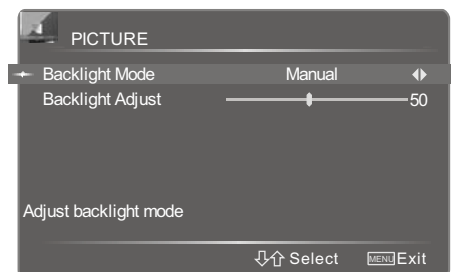 PICTURE
Backlight Mode Manual
Backlight Adjust 50
Adjust backlight mode
Select MENU Exit